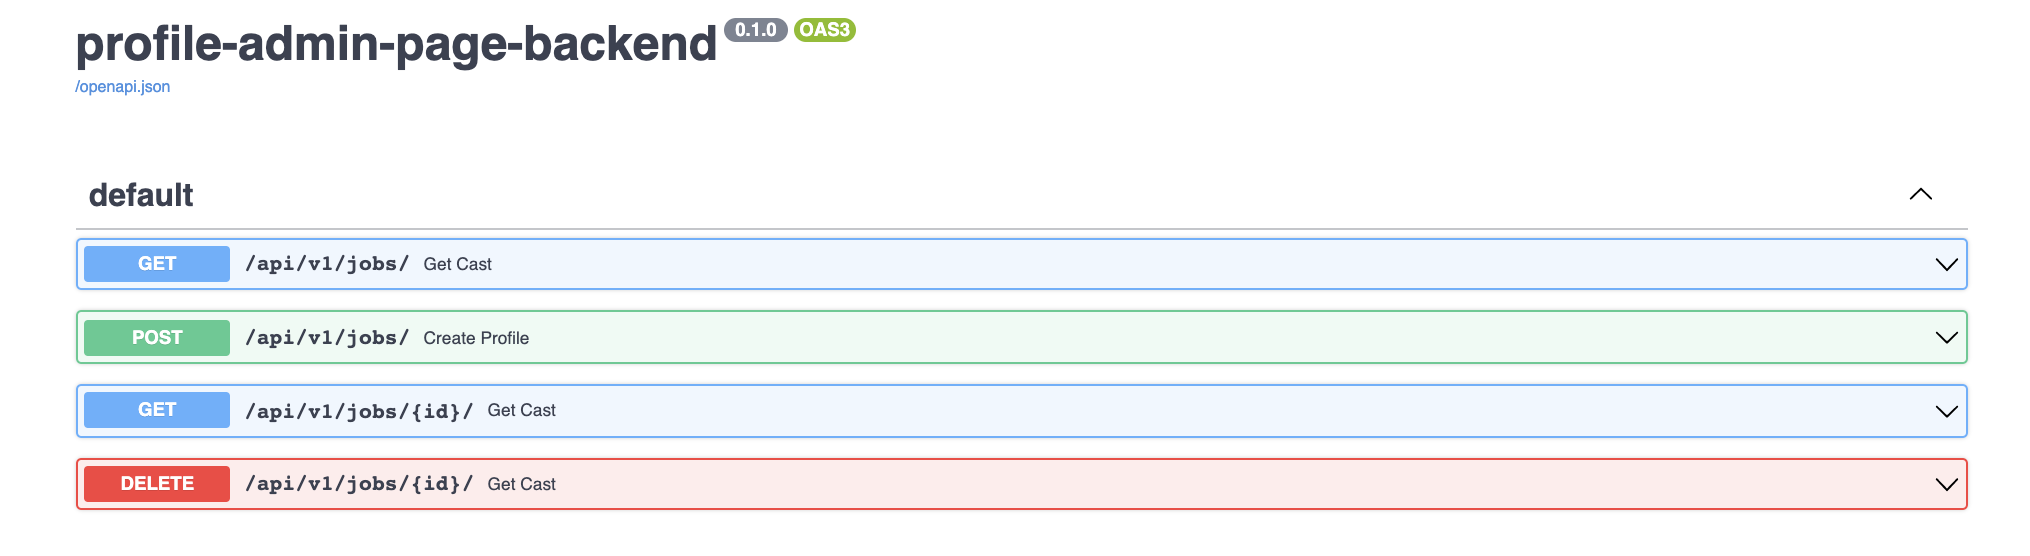 profile-admin-page-backend 0.1.0 OAS3
/openapi.json
default
GET /api/v1/jobs/ Get Cast
POST /api/v1/jobs/ Create Profile
GET /api/v1/jobs/{id}/ Get Cast
DELETE /api/v1/jobs/{id}/ Get Cast